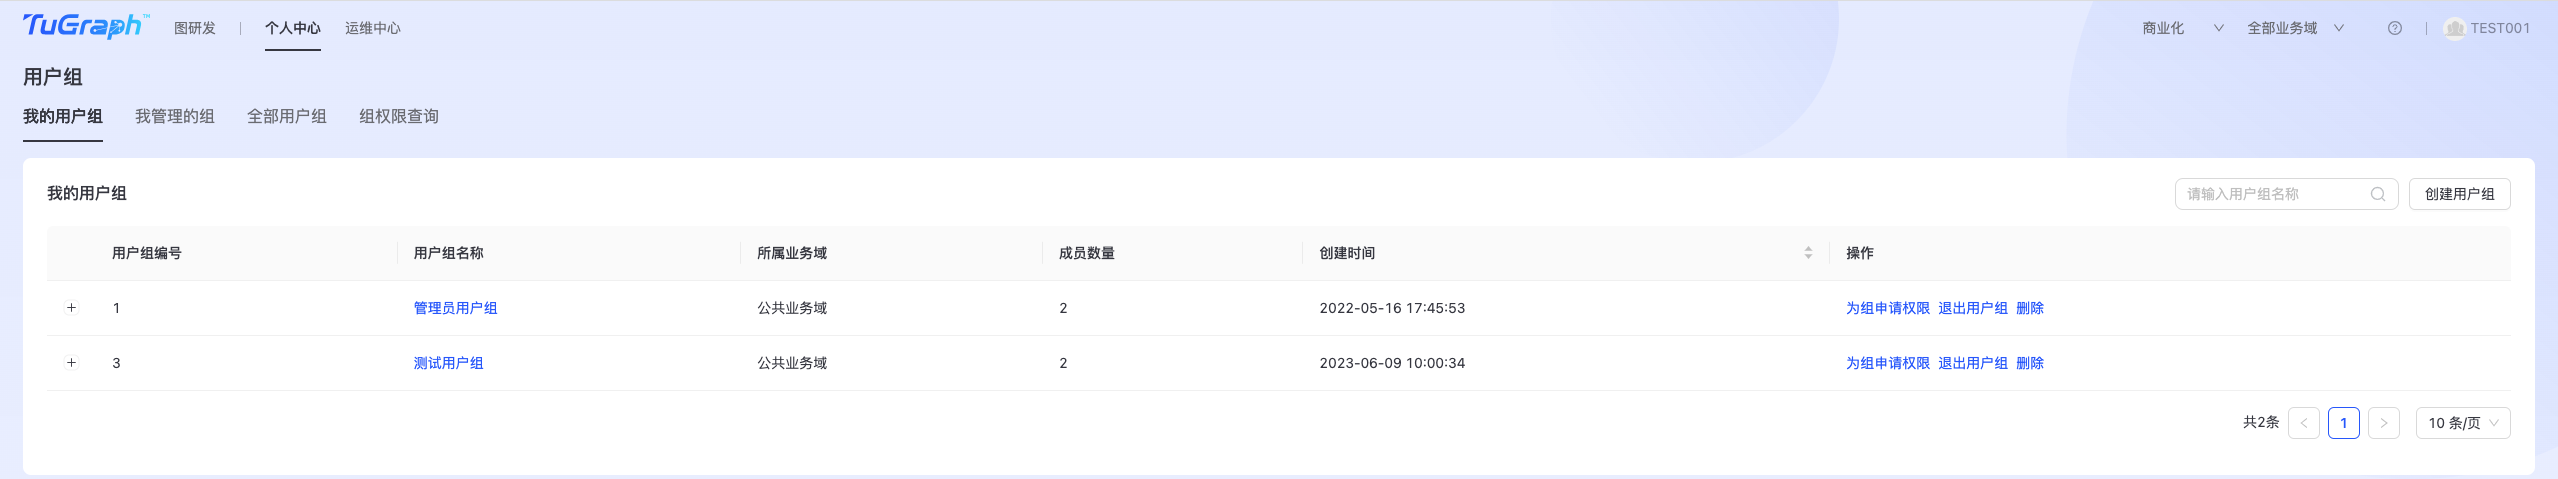 TuGraph™ 图研发 | 个人中心 运维中心 商业化 全部业务域 | TEST001
用户组
我的用户组 我管理的组 全部用户组 组权限查询
我的用户组 请输入用户组名称 创建用户组
用户组编号 用户组名称 所属业务域 成员数量 创建时间 操作
+ 1 管理员用户组 公共业务域 2 2022-05-16 17:45:53 为组申请权限 退出用户组 删除
+ 3 测试用户组 公共业务域 2 2023-06-09 10:00:34 为组申请权限 退出用户组 删除
共2条 < 1 > 10 条/页